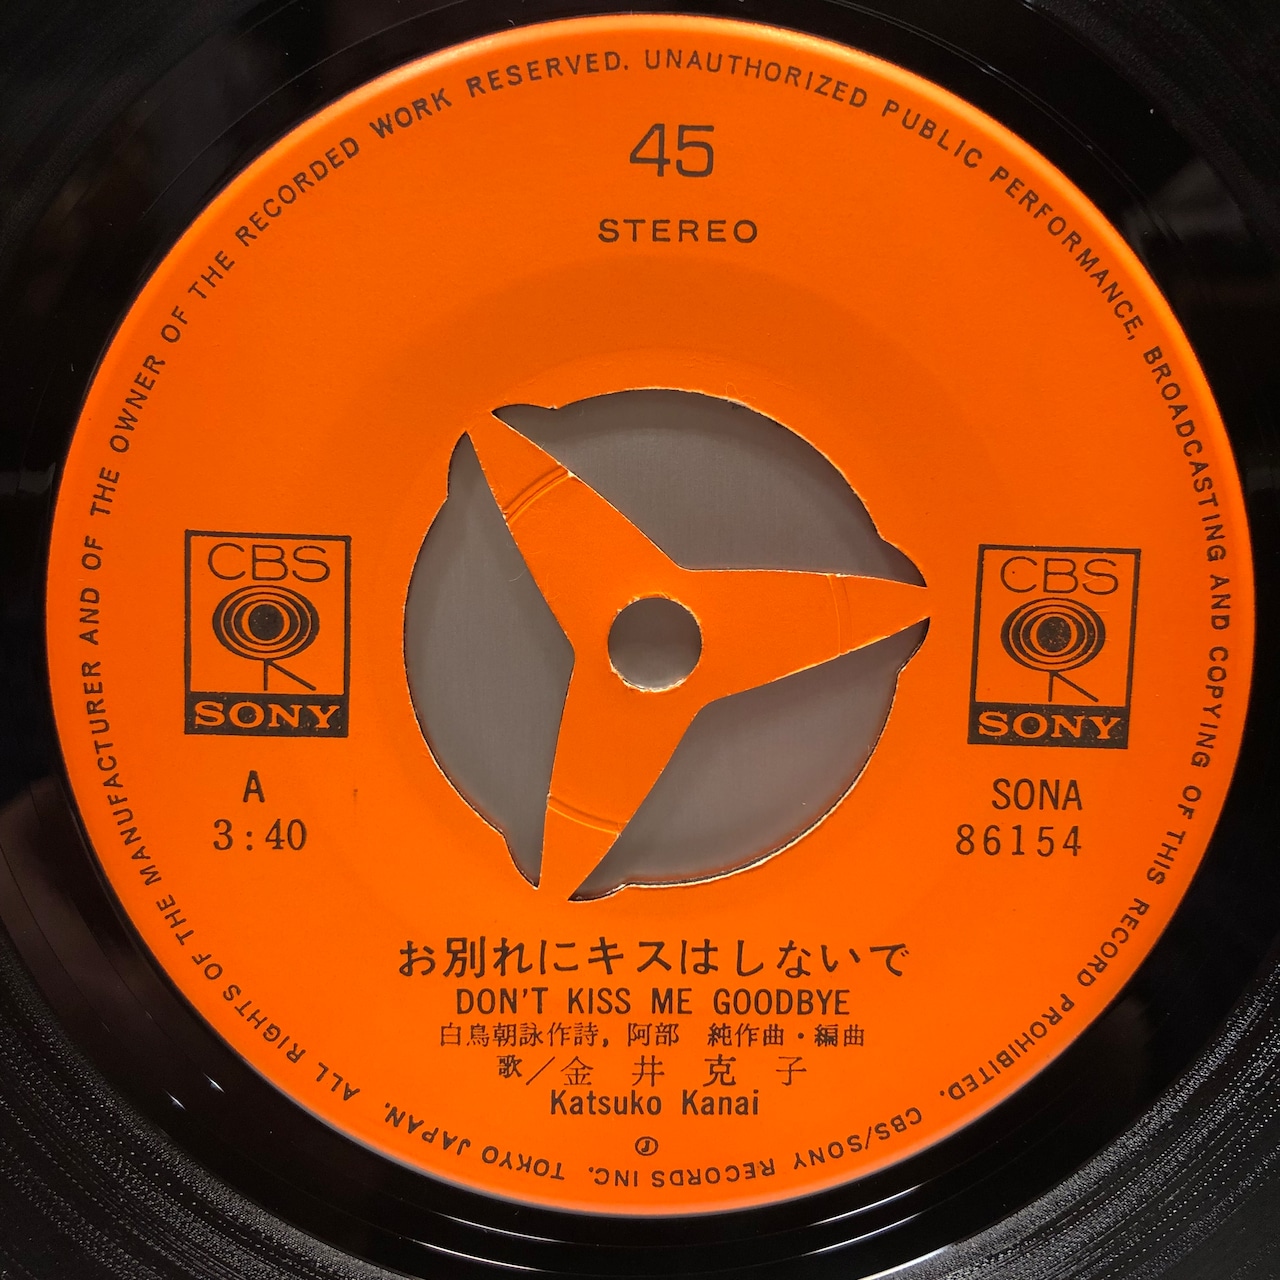 ALL RIGHTS OF THE MANUFACTURER AND OF THE OWNER OF THE RECORDED WORK RESERVED. UNAUTHORIZED PUBLIC PERFORMANCE, BROADCASTING AND COPYING OF THIS RECORD PROHIBITED. CBS/SONY RECORDS INC. TOKYO JAPAN.
45
STEREO
CBS
SONY
CBS
SONY
A
3:40
SONA
86154
お別れにキスはしないで
DON'T KISS ME GOODBYE
白鳥朝詠作詩, 阿部 純作曲・編曲
歌／金井克子
Katsuko Kanai
Ⓙ